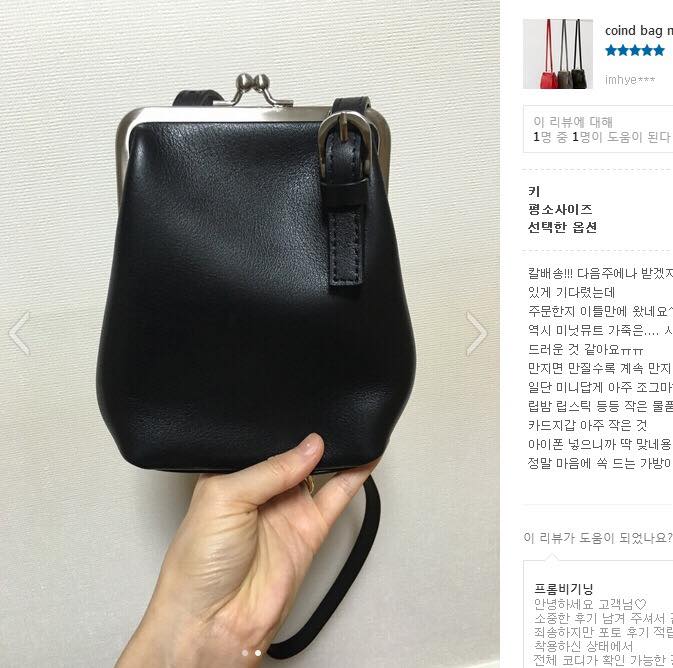 coind bag
imhye***
이 리뷰에 대해
1명 중 1명이 도움이 된다
키
평소사이즈
선택한 옵션
칼배송!!! 다음주에나 받겠지
있게 기다렸는데
주문한지 이틀만에 왔네요
역시 미닛뮤트 가죽은....
드러운 것 같아요ㅠㅠ
만지면 만질수록 계속 만지
일단 미니답게 아주 조그마
립밤 립스틱 등등 작은 물품
카드지갑 아주 작은 것
아이폰 넣으니까 딱 맞네용
정말 마음에 쏙 드는 가방이
이 리뷰가 도움이 되었나요?
프롬비기닝
안녕하세요 고객님♡
소중한 후기 남겨 주셔서
죄송하지만 포토 후기 적립
착용하신 상태에서
전체 코디가 확인 가능한